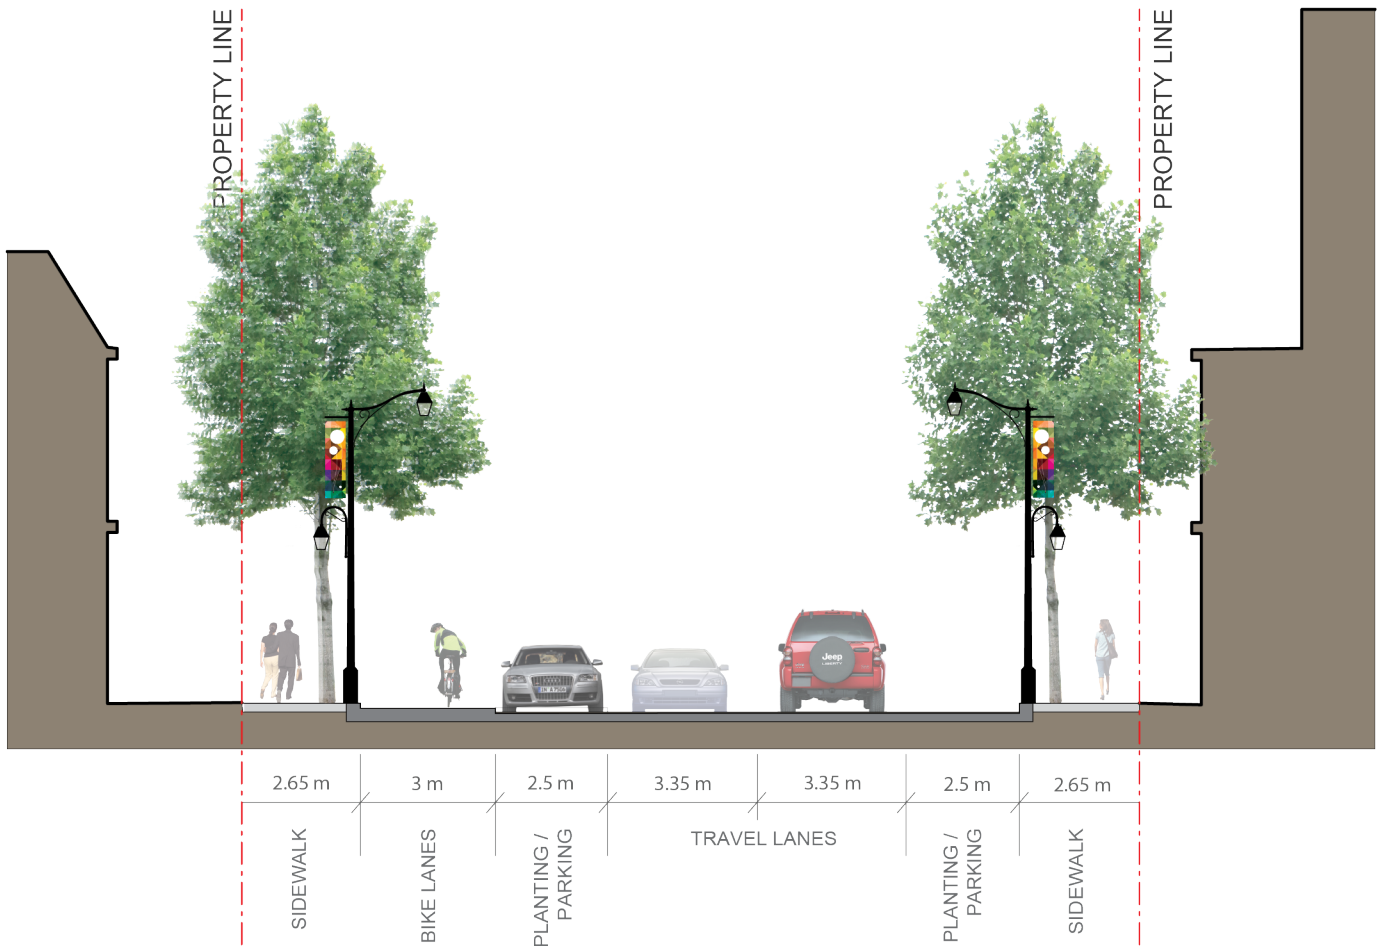 PROPERTY LINE
PROPERTY LINE
Jeep
LIBERTY
2.65 m
3 m
2.5 m
3.35 m
3.35 m
2.5 m
2.65 m
SIDEWALK
BIKE LANES
PLANTING /
PARKING
TRAVEL LANES
PLANTING /
PARKING
SIDEWALK